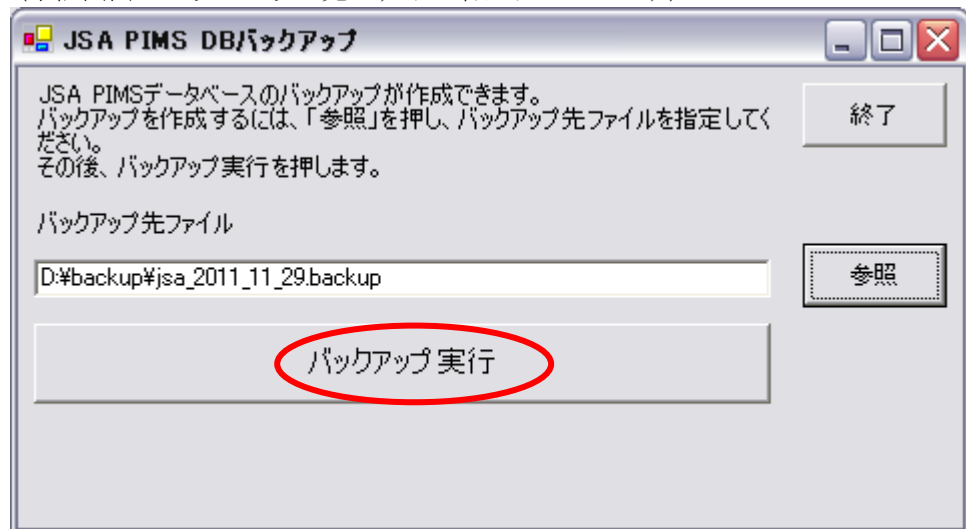 JSA PIMS DBバックアップ
JSA PIMSデータベースのバックアップが作成できます。
バックアップを作成するには、「参照」を押し、バックアップ先ファイルを指定してく
ださい。
その後、バックアップ実行を押します。
終了
バックアップ先ファイル
D:¥backup¥jsa_2011_11_29.backup
参照
バックアップ 実行